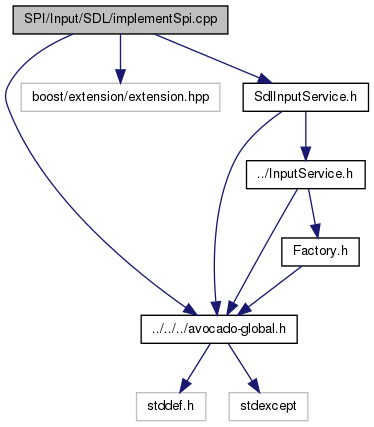 SPI/Input/SDL/implementSpi.cpp
boost/extension/extension.hpp
SdlInputService.h
../InputService.h
Factory.h
../../../avocado-global.h
stddef.h
stdexcept